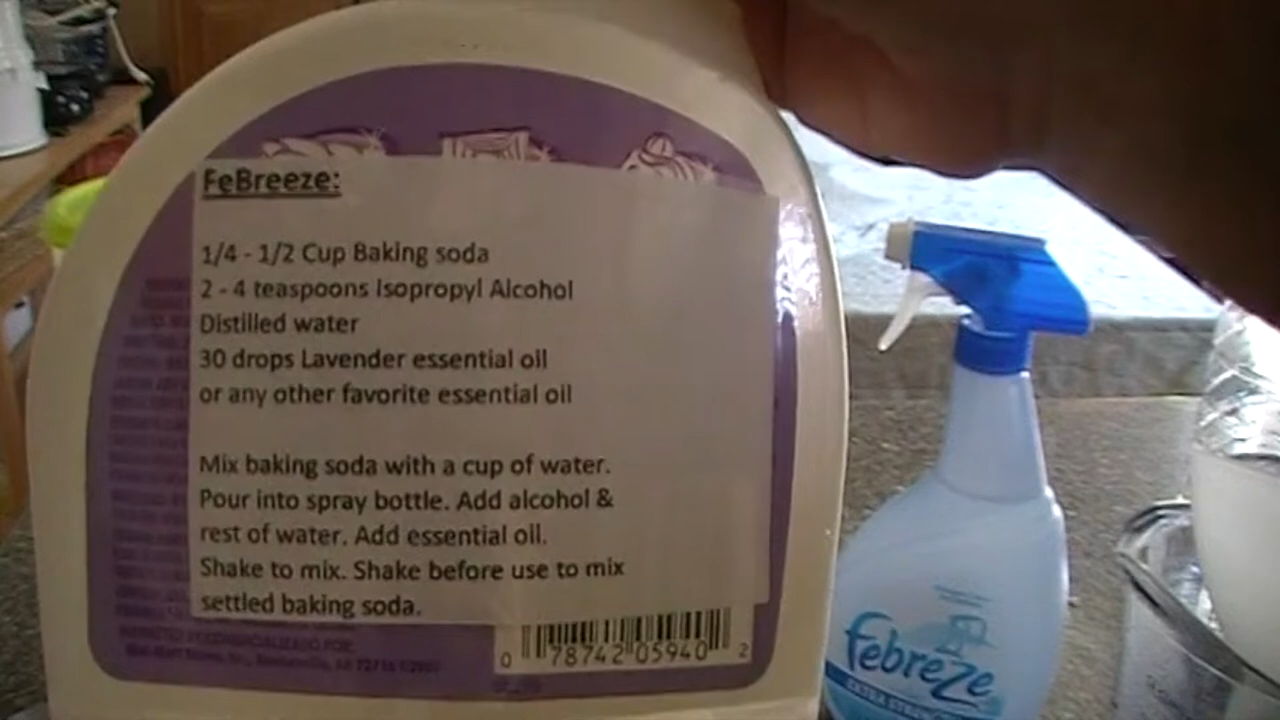 FeBreeze:
1/4 - 1/2 Cup Baking soda
2 - 4 teaspoons Isopropyl Alcohol
Distilled water
30 drops Lavender essential oil
or any other favorite essential oil
Mix baking soda with a cup of water.
Pour into spray bottle. Add alcohol &
rest of water. Add essential oil.
Shake to mix. Shake before use to mix
settled baking soda.
0 78742 05940 2
febreze